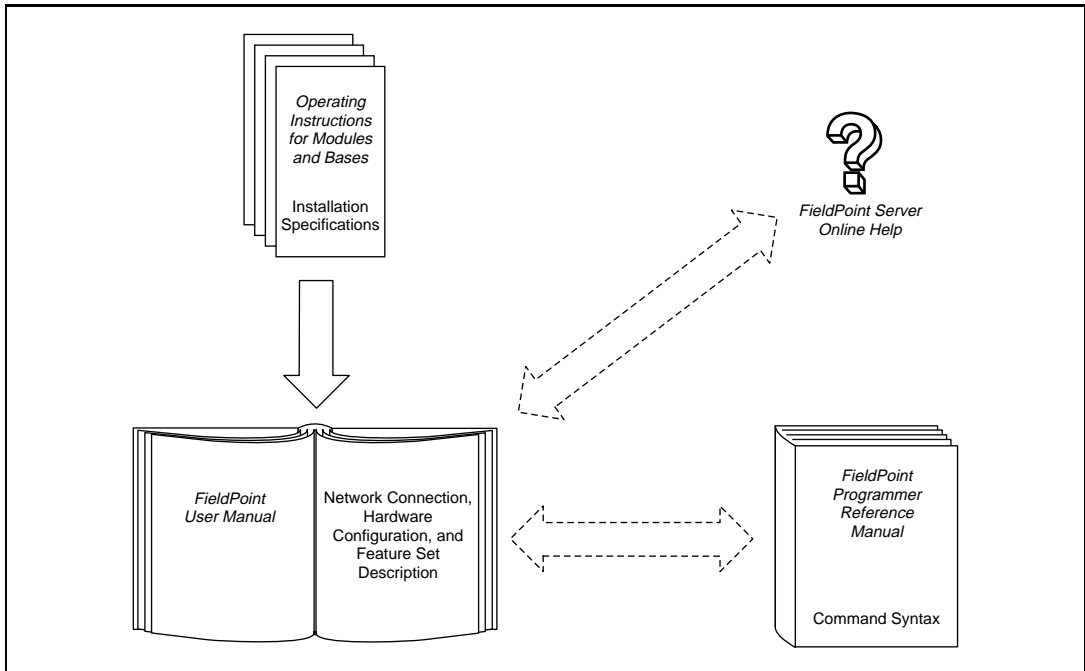 Operating
Instructions
for Modules
and Bases
Installation
Specifications
FieldPoint Server
Online Help
FieldPoint
User Manual
Network Connection,
Hardware
Configuration, and
Feature Set
Description
FieldPoint
Programmer
Reference
Manual
Command Syntax